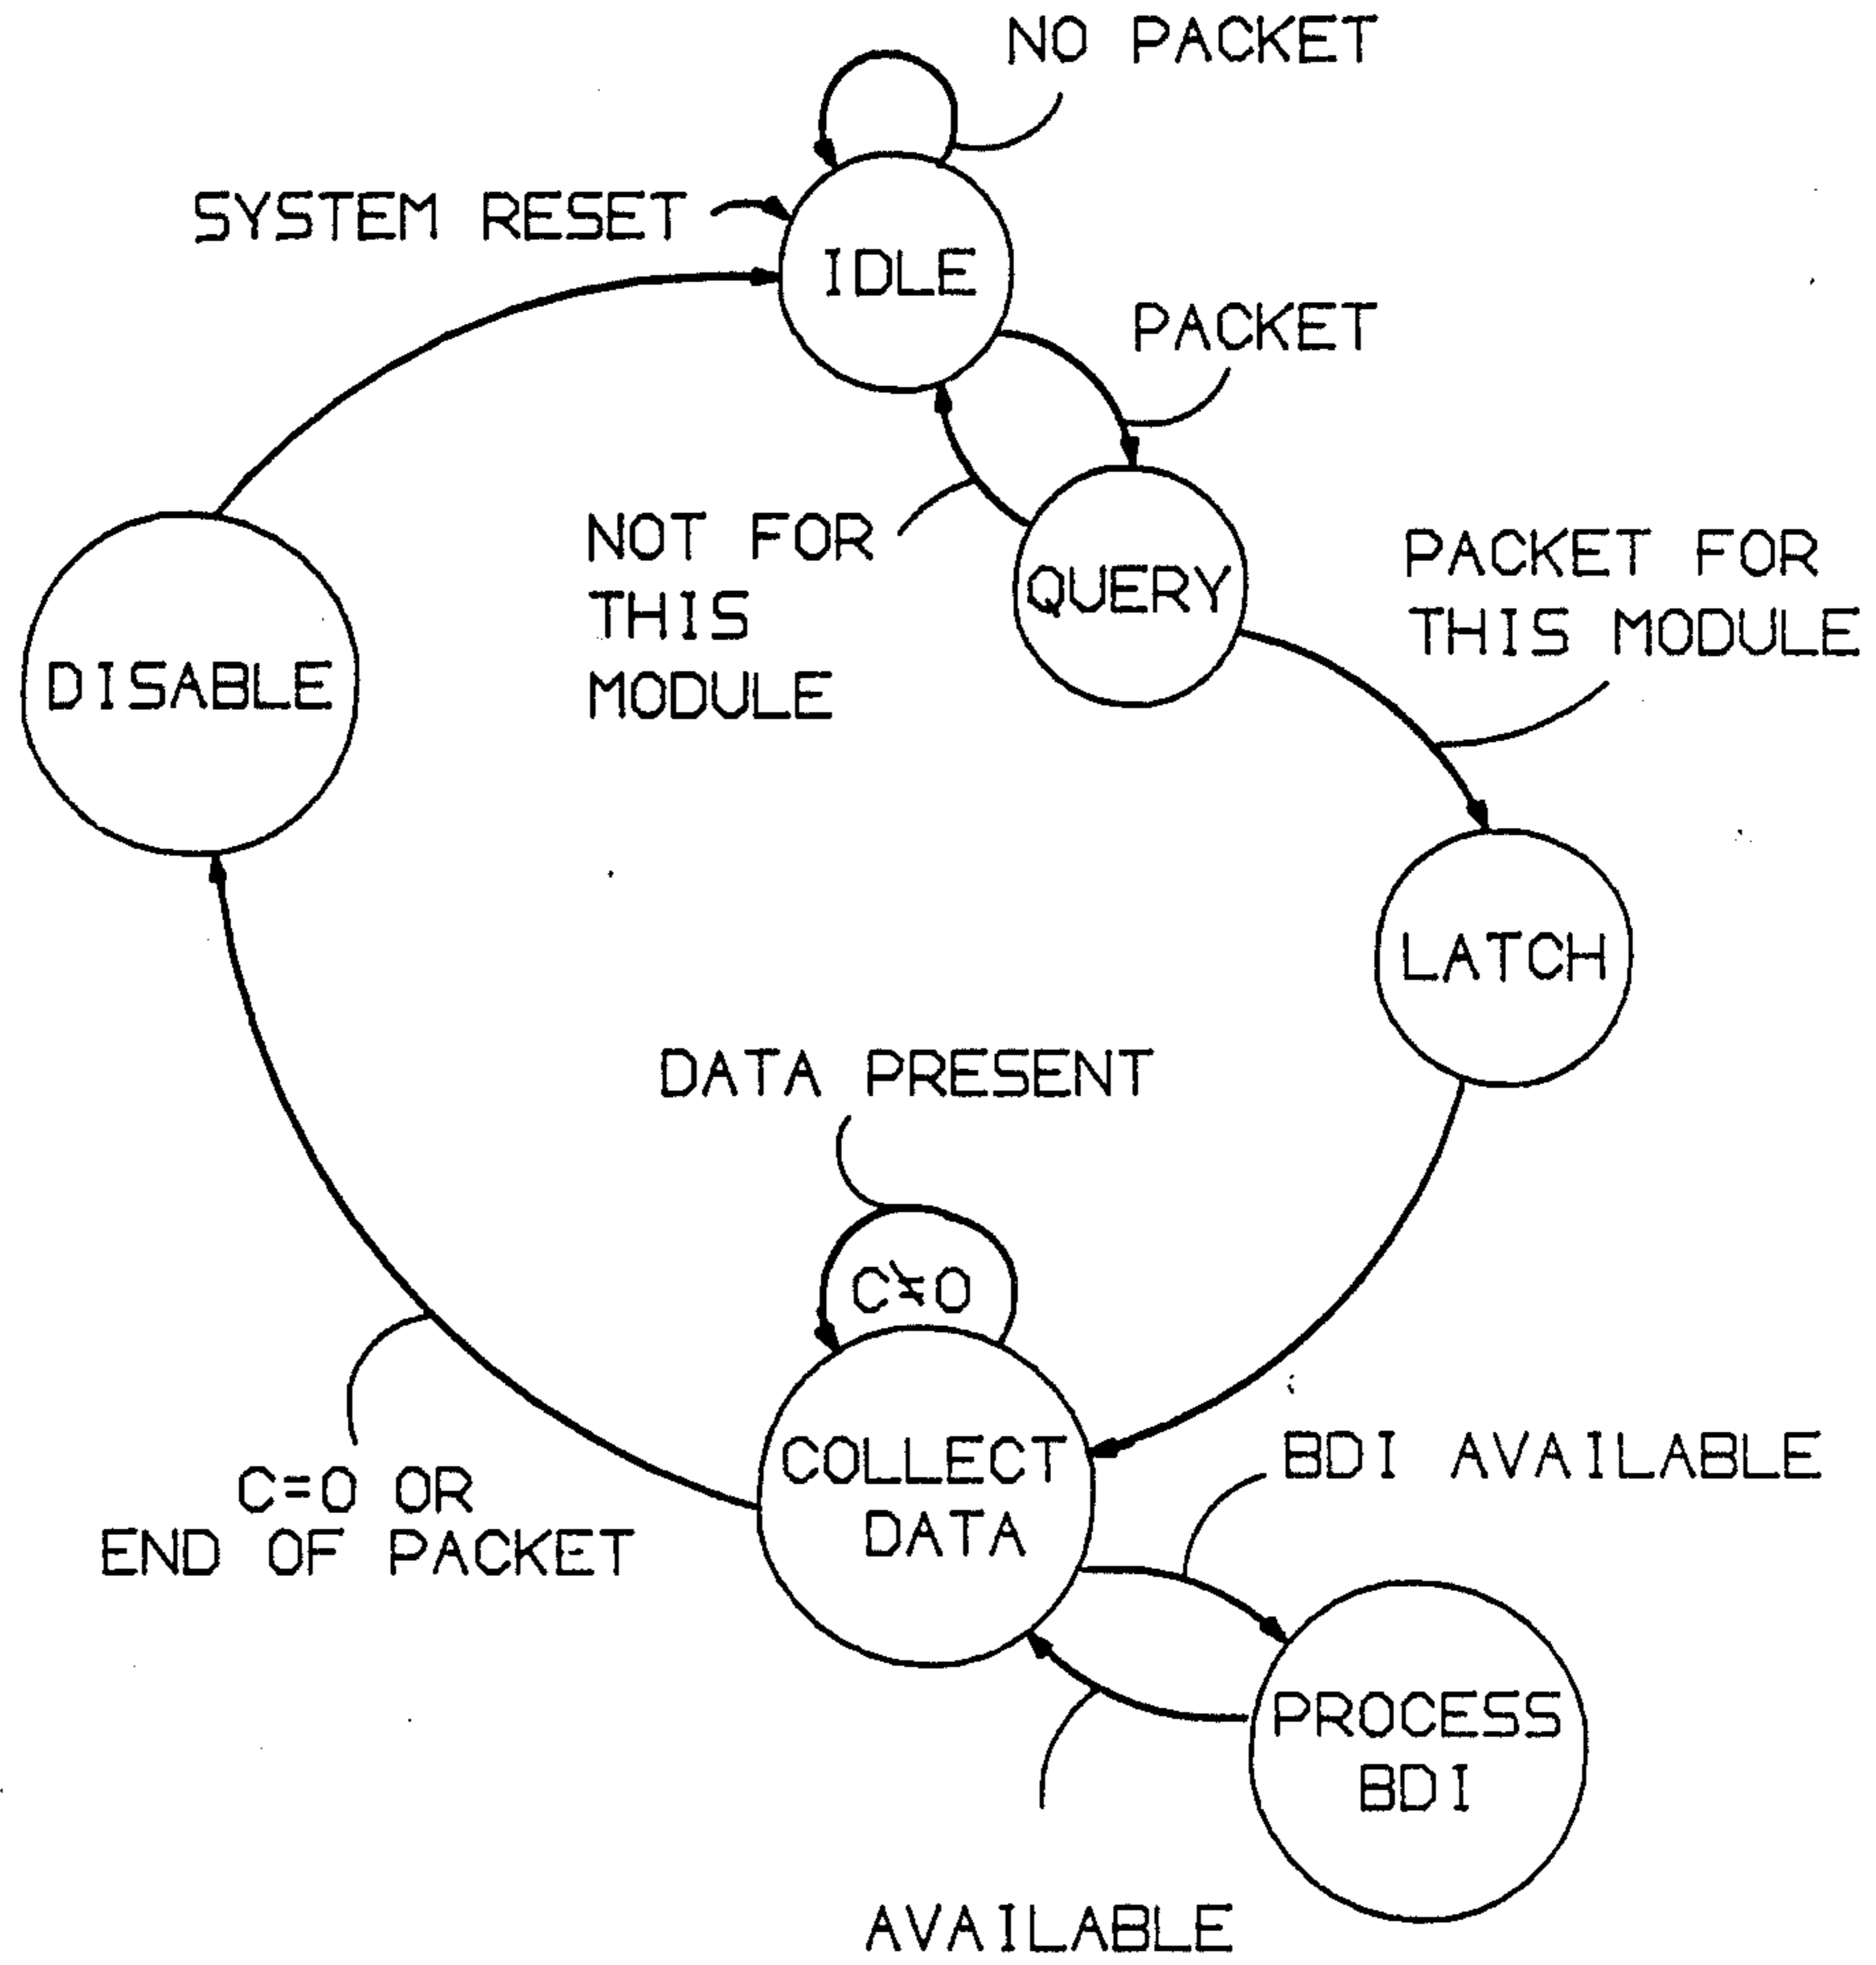 NO PACKET
SYSTEM RESET
IDLE
PACKET
NOT FOR
THIS
MODULE
QUERY
PACKET FOR
THIS MODULE
DISABLE
LATCH
DATA PRESENT
C≠0
COLLECT
DATA
C=0 OR
END OF PACKET
BDI AVAILABLE
PROCESS
BDI
AVAILABLE